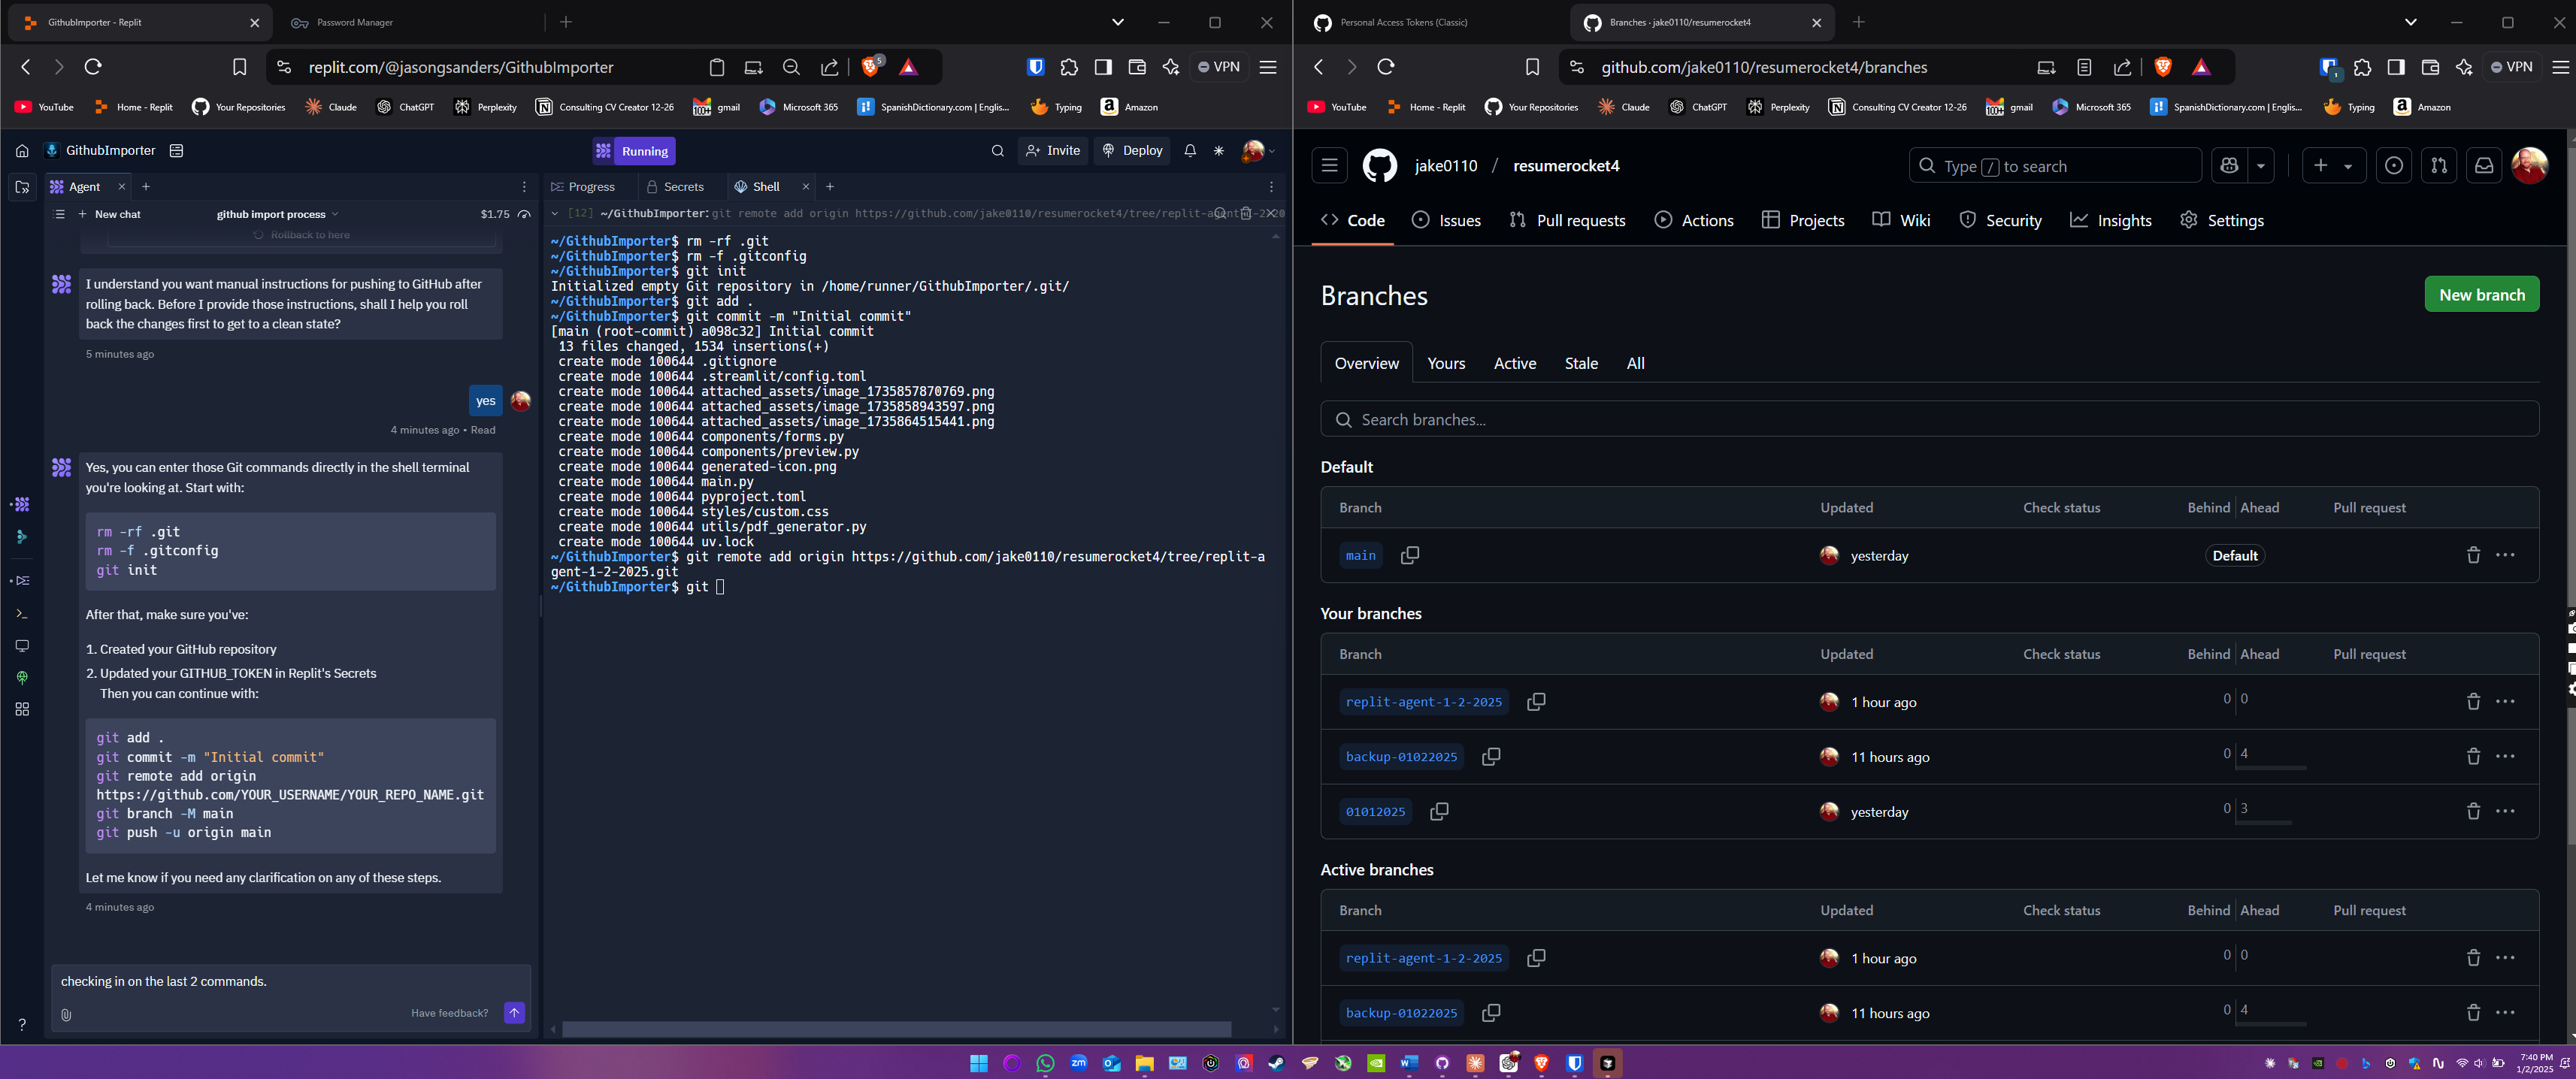 GithubImporter - Replit
Password Manager
replit.com/@jasongsanders/GithubImporter
5
VPN
YouTube
Home - Replit
Your Repositories
Claude
ChatGPT
Perplexity
Consulting CV Creator 12-26
100+
gmail
Microsoft 365
SpanishDictionary.com | Englis...
Typing
Amazon
GithubImporter
Running
Invite
Deploy
Agent
New chat
github import process
$1.75
Rollback to here
I understand you want manual instructions for pushing to GitHub after
rolling back. Before I provide those instructions, shall I help you roll
back the changes first to get to a clean state?
5 minutes ago
yes
4 minutes ago • Read
Yes, you can enter those Git commands directly in the shell terminal
you're looking at. Start with:
rm -rf .git
rm -f .gitconfig
git init
After that, make sure you've:
1. Created your GitHub repository
2. Updated your GITHUB_TOKEN in Replit's Secrets
Then you can continue with:
git add .
git commit -m "Initial commit"
git remote add origin
https://github.com/YOUR_USERNAME/YOUR_REPO_NAME.git
git branch -M main
git push -u origin main
Let me know if you need any clarification on any of these steps.
4 minutes ago
checking in on the last 2 commands.
Have feedback?
?
Progress
Secrets
Shell
[12] ~/GithubImporter: git remote add origin https://github.com/jake0110/resumerocket4/tree/replit-agent-1-2-20
~/GithubImporter$ rm -rf .git
~/GithubImporter$ rm -f .gitconfig
~/GithubImporter$ git init
Initialized empty Git repository in /home/runner/GithubImporter/.git/
~/GithubImporter$ git add .
~/GithubImporter$ git commit -m "Initial commit"
[main (root-commit) a098c32] Initial commit
13 files changed, 1534 insertions(+)
create mode 100644 .gitignore
create mode 100644 .streamlit/config.toml
create mode 100644 attached_assets/image_1735857870769.png
create mode 100644 attached_assets/image_1735858943597.png
create mode 100644 attached_assets/image_1735864515441.png
create mode 100644 components/forms.py
create mode 100644 components/preview.py
create mode 100644 generated-icon.png
create mode 100644 main.py
create mode 100644 pyproject.toml
create mode 100644 styles/custom.css
create mode 100644 utils/pdf_generator.py
create mode 100644 uv.lock
~/GithubImporter$ git remote add origin https://github.com/jake0110/resumerocket4/tree/replit-a
gent-1-2-2025.git
~/GithubImporter$ git
Personal Access Tokens (Classic)
Branches · jake0110/resumerocket4
github.com/jake0110/resumerocket4/branches
1
VPN
YouTube
Home - Replit
Your Repositories
Claude
ChatGPT
Perplexity
Consulting CV Creator 12-26
100+
gmail
Microsoft 365
SpanishDictionary.com | Englis...
Typing
Amazon
jake0110 / resumerocket4
Type / to search
Code
Issues
Pull requests
Actions
Projects
Wiki
Security
Insights
Settings
Branches
New branch
Overview
Yours
Active
Stale
All
Search branches...
Default
Branch Updated Check status Behind Ahead Pull request
main yesterday Default
Your branches
Branch Updated Check status Behind Ahead Pull request
replit-agent-1-2-2025 1 hour ago 0 0
backup-01022025 11 hours ago 0 4
01012025 yesterday 0 3
Active branches
Branch Updated Check status Behind Ahead Pull request
replit-agent-1-2-2025 1 hour ago 0 0
backup-01022025 11 hours ago 0 4
zm
7:40 PM
1/2/2025